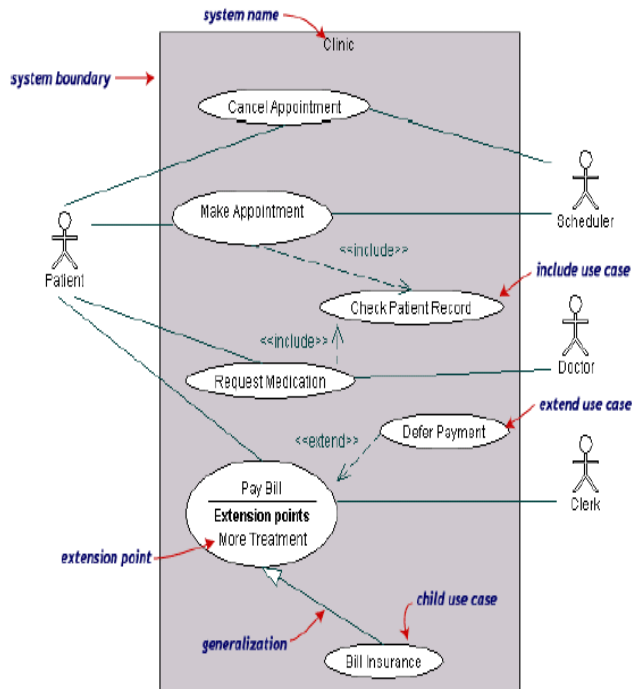 system name
Clinic
system boundary
Cancel Appointment
Make Appointment
Scheduler
<<include>>
Patient
include use case
Check Patient Record
<<include>>
Doctor
Request Medication
extend use case
Defer Payment
<<extend>>
Pay Bill
Clerk
Extension points
More Treatment
extension point
child use case
generalization
Bill Insurance